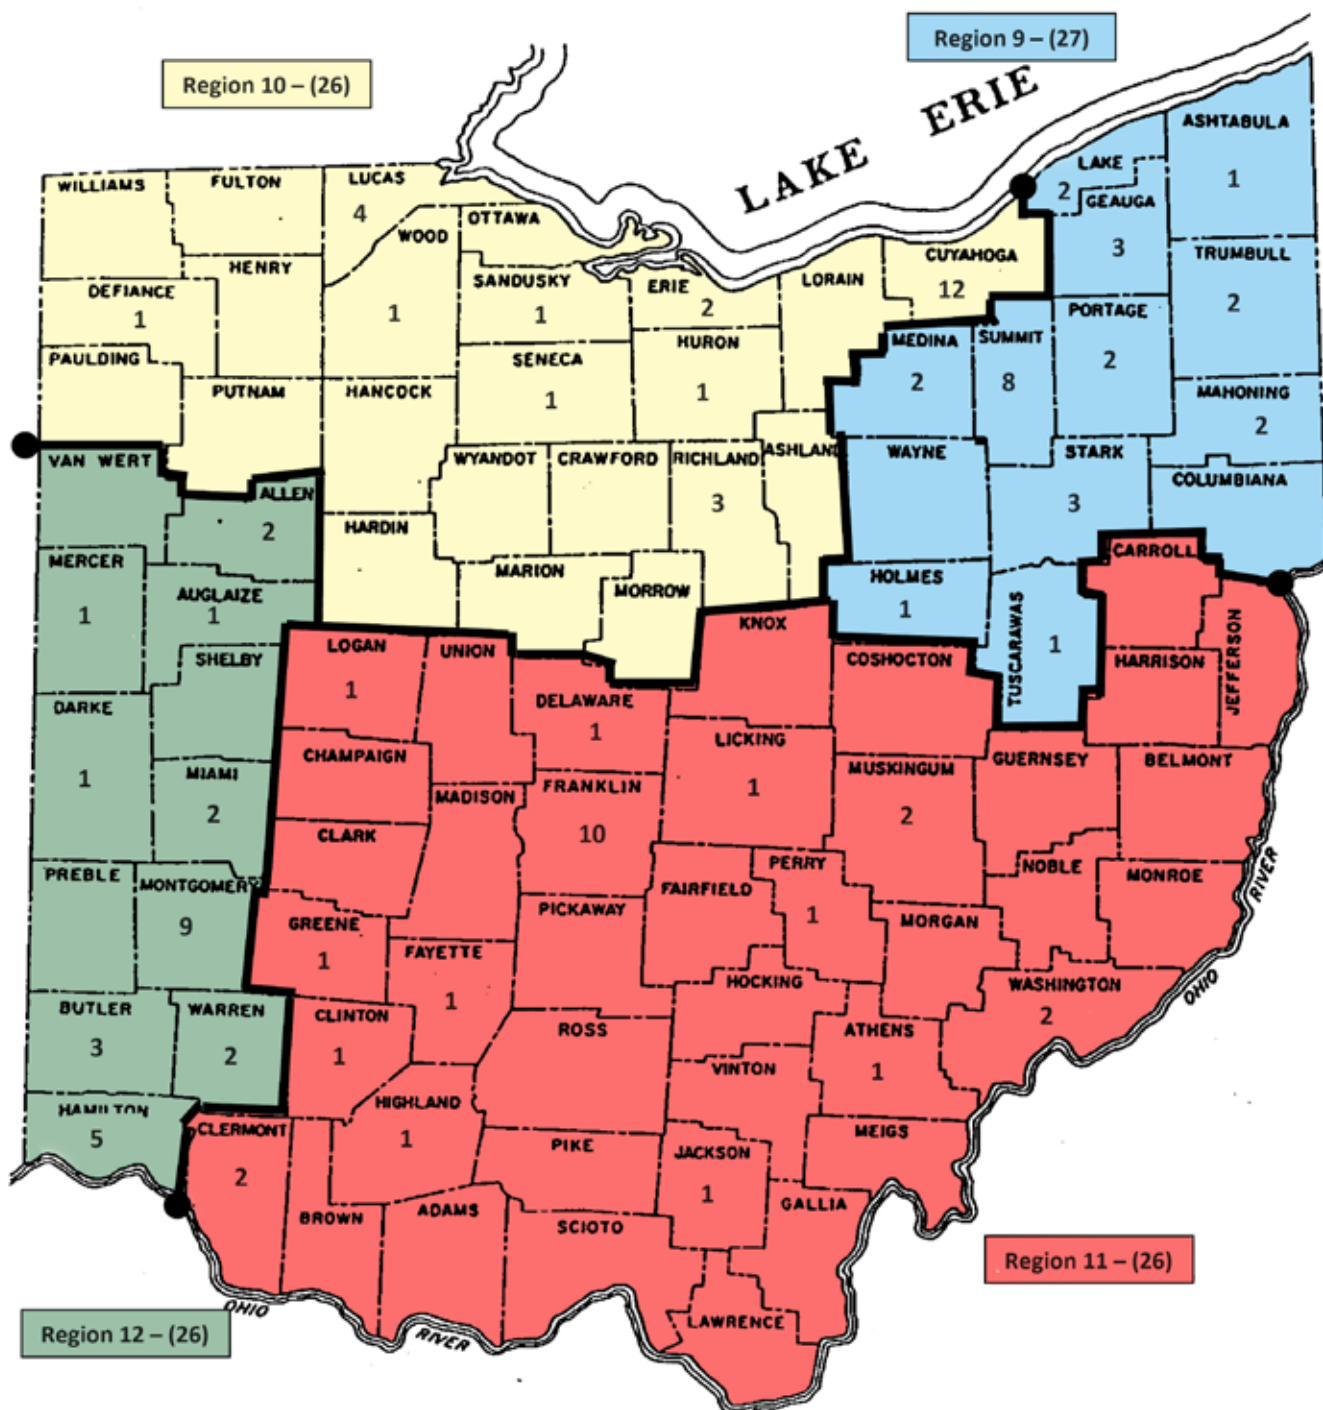 Region 9 – (27)
Region 10 – (26)
LAKE ERIE
ASHTABULA
1
LAKE
2
GEAUGA
3
WILLIAMS
FULTON
LUCAS
4
WOOD
1
OTTAWA
CUYAHOGA
12
TRUMBULL
2
HENRY
DEFIANCE
1
SANDUSKY
1
ERIE
2
LORAIN
PORTAGE
2
PAULDING
SENECA
1
HURON
1
MEDINA
2
SUMMIT
8
PUTNAM
HANCOCK
MAHONING
2
VAN WERT
WYANDOT
CRAWFORD
RICHLAND
3
ASHLAND
WAYNE
STARK
3
COLUMBIANA
ALLEN
2
HARDIN
MERCER
1
MARION
MORROW
HOLMES
1
CARROLL
AUGLAIZE
1
KNOX
TUSCARAWAS
1
JEFFERSON
SHELBY
LOGAN
1
UNION
COSHOCTON
HARRISON
DARKE
1
DELAWARE
1
LICKING
1
CHAMPAIGN
MIAMI
2
MADISON
FRANKLIN
10
MUSKINGUM
2
GUERNSEY
BELMONT
CLARK
PREBLE
MONTGOMERY
9
PERRY
1
NOBLE
MONROE
FAIRFIELD
PICKAWAY
MORGAN
GREENE
1
FAYETTE
1
RIVER
OHIO
HOCKING
WASHINGTON
2
BUTLER
3
WARREN
2
CLINTON
1
ROSS
ATHENS
1
VINTON
HAMILTON
5
HIGHLAND
1
CLERMONT
2
PIKE
JACKSON
1
MEIGS
GALLIA
BROWN
ADAMS
SCIOTO
Region 11 – (26)
OHIO
RIVER
LAWRENCE
Region 12 – (26)